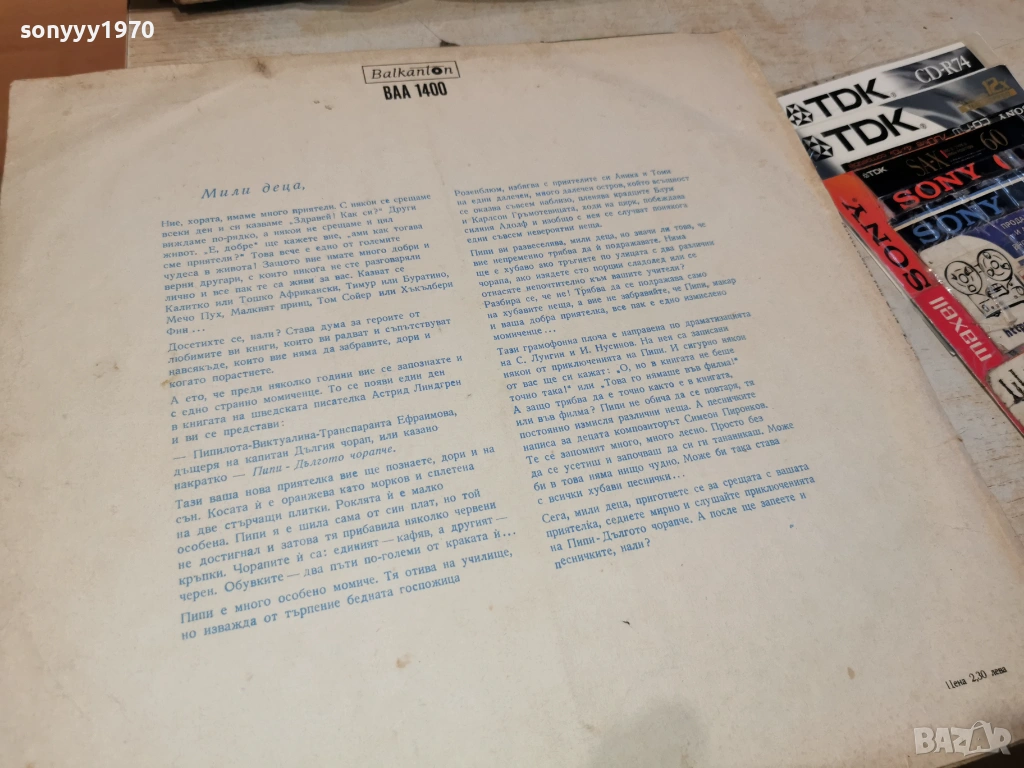 sonyyy1970
Balkanton
BAA 1400
Мили деца,
Ние, хората, имаме много приятели. С някои се срещаме
всеки ден и си казваме „Здравей! Как си?“ Други
виждаме по-рядко, а някои не срещаме и цял
живот. „Е, добре“ ще кажете вие, „ами как тогава
сме приятели?“ Това вече е едно от големите
чудеса в живота! Защото вие имате много добри и
верни другари, с които никога не сте разговаряли
лично и все пак те са живи за вас. Казват се
Калитко или Тошко Африкански, Тимур или Буратино,
Мечо Пух, Малкият принц, Том Сойер или Хъкълбери
Фин...
Досетихте се, нали? Става дума за героите от
любимите ви книги, които ви радват и съпътствуват
навсякъде, които вие няма да забравите, дори и
когато порастнете.
А ето, че преди няколко години вие се запознахте и
с едно странно момиченце. То се появи един ден
в книгата на шведската писателка Астрид Линдгрен
и ви се представи:
— Пипилота-Виктуалина-Транспаранта Ефраимова,
дъщеря на капитан Дългия чорап, или казано
накратко — Пипи - Дългото чорапче.
Тази ваша нова приятелка вие ще познаете, дори и на
сън. Косата ѝ е оранжева като морков и сплетена
на две стърчащи плитки. Роклята ѝ е малко
особена. Пипи я шила сама от син плат, но той
не достигнал и затова тя прибавила няколко червени
кръпки. Чорапите ѝ са: единият — кафяв, а другият —
черен. Обувките — два пъти по-големи от краката ѝ...
Пипи е много особено момиче. Тя отива на училище,
но изважда от търпение бедната госпожица
Розенблюм, избягва с приятелите си Аника и Томи
на един далечен, много далечен остров, който всъщност
се оказва съвсем наблизо, пленява крадците Блуи
и Карлсон Гръмотевицата, ходи на цирк, побеждава
силния Адолф и изобщо с нея се случват понякога
едни съвсем невероятни неща.
Пипи ни развеселява, мили деца, но значи ли това, че
вие непременно трябва да ѝ подражавате. Нима
ще е хубаво ако тръгнете по улицата с два различни
чорапа, ако изядете сто порции сладолед или се
отнасяте непочтително към вашите учители?
Разбира се, че не! Трябва да се подражава само
на хубавите неща, а вие не забравяйте, че Пипи, макар
и ваша добра приятелка, все пак е едно измислено
момиченце...
Тази грамофонна плоча е направена по драматизацията
на С. Лунгин и И. Нусинов. На нея са записани
някои от приключенията на Пипи. И сигурно някои
от вас ще си кажат: „О, но в книгата не беше
точно така!“ или „Това го нямаше във филма!“
А защо трябва да е точно както е в книгата,
или във филма? Пипи не обича да се повтаря, тя
постоянно измисля различни неща. А песничките
написа за децата композиторът Симеон Пиронков.
Те се запомнят много, много лесно. Просто без
да се усетиш и започваш да си ги тананикаш. Може
би в това няма нищо чудно. Може би така става
с всички хубави песнички...
Сега, мили деца, пригответе се за срещата с вашата
приятелка, седнете мирно и слушайте приключенията
на Пипи - Дългото чорапче. А после ще запеете и
песничките, нали?
Цена 2,30 лева
TDK
CD-R74
TDK
TDK
SA-X
60
SONY
SONY
maxell
BAZAR